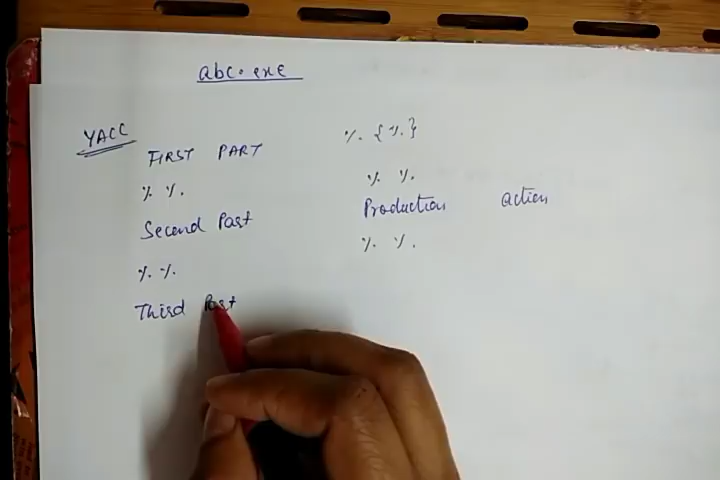 abc.exe
YACC
FIRST PART
%%
Second Part
%%
Third Part
%{%}
%%
Production action
%%